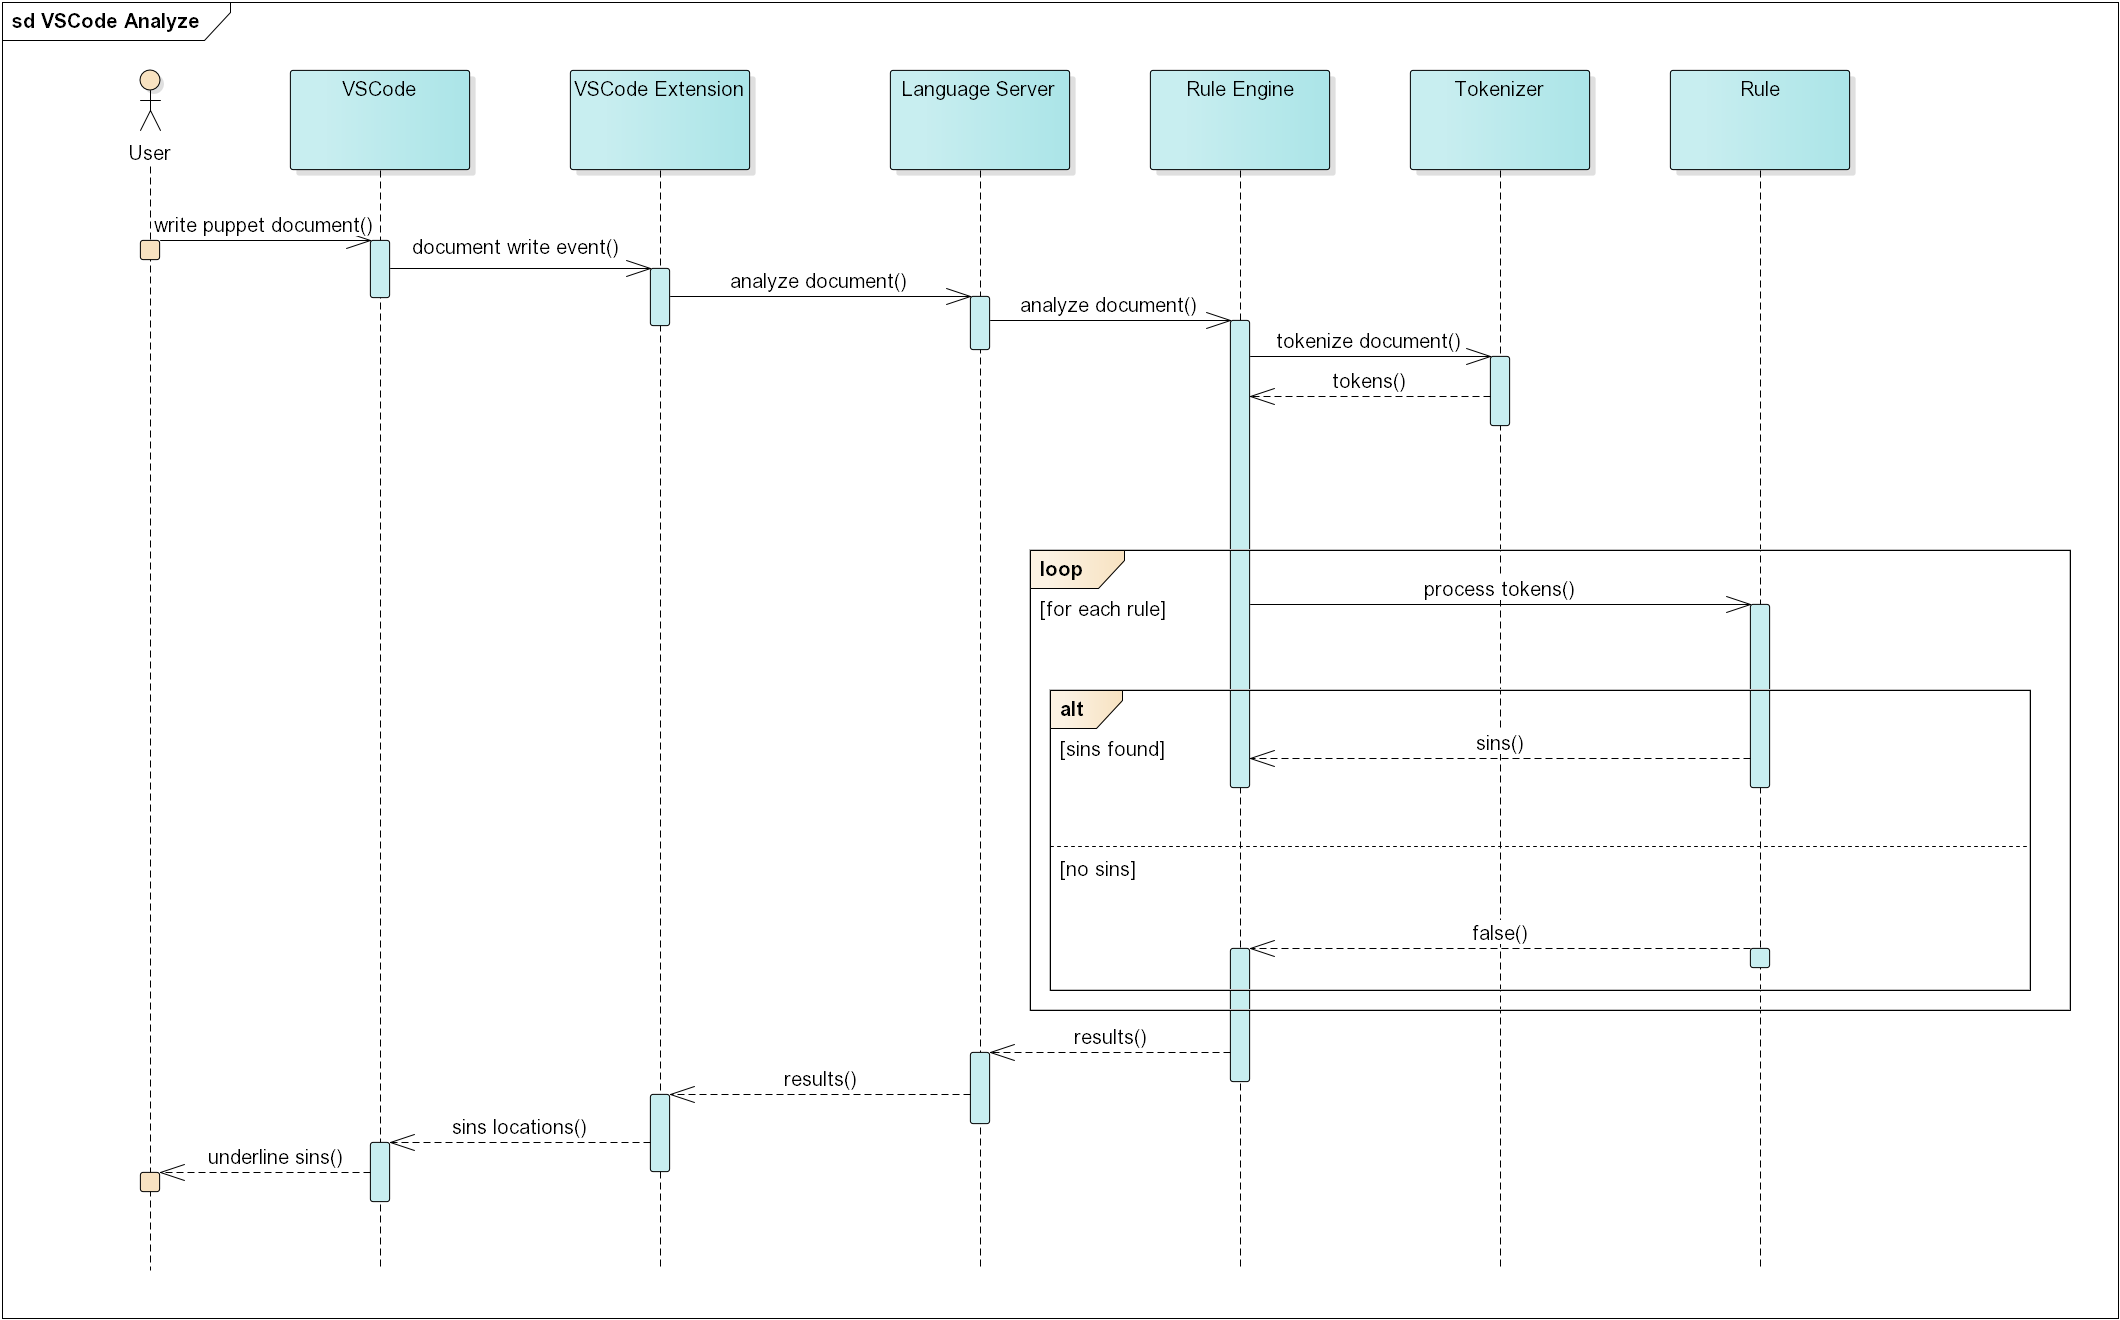 sd VSCode Analyze
User
VSCode
VSCode Extension
Language Server
Rule Engine
Tokenizer
Rule
write puppet document()
document write event()
analyze document()
analyze document()
tokenize document()
tokens()
loop
[for each rule]
process tokens()
alt
[sins found]
sins()
[no sins]
false()
results()
results()
sins locations()
underline sins()